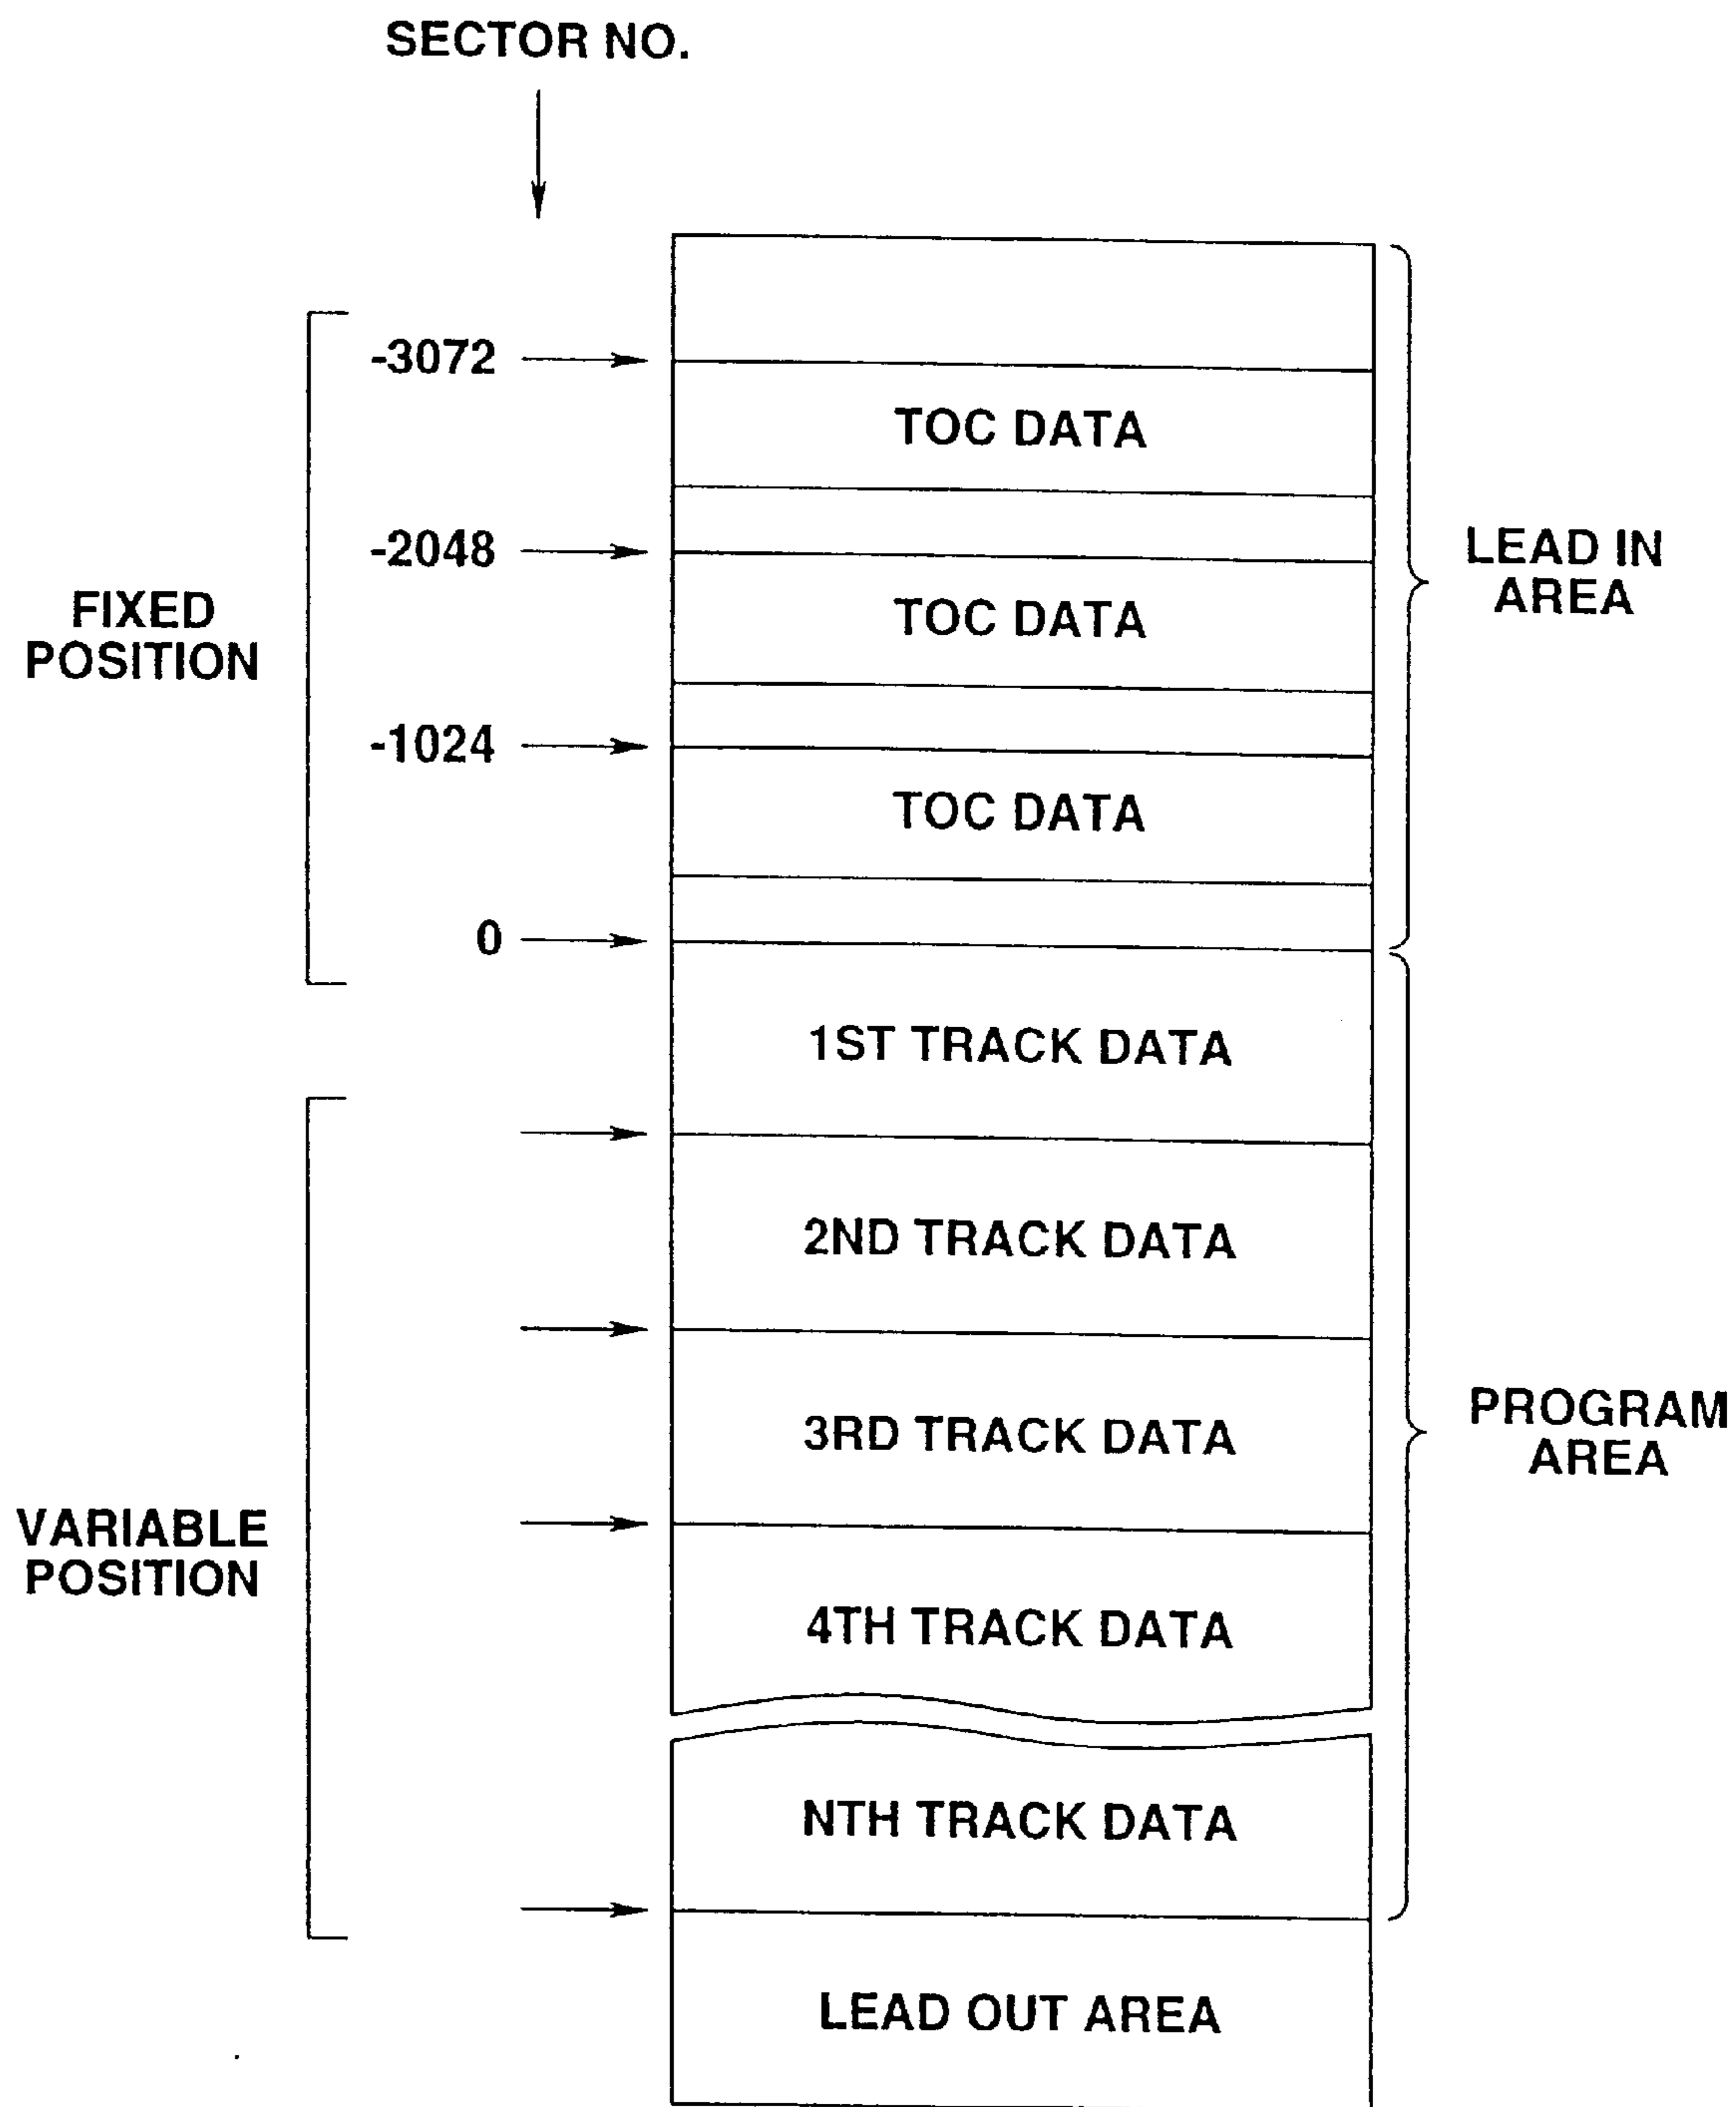 SECTOR NO.
-3072
TOC DATA
-2048
LEAD IN
AREA
TOC DATA
FIXED
POSITION
-1024
TOC DATA
0
1ST TRACK DATA
2ND TRACK DATA
3RD TRACK DATA
PROGRAM
AREA
VARIABLE
POSITION
4TH TRACK DATA
NTH TRACK DATA
LEAD OUT AREA